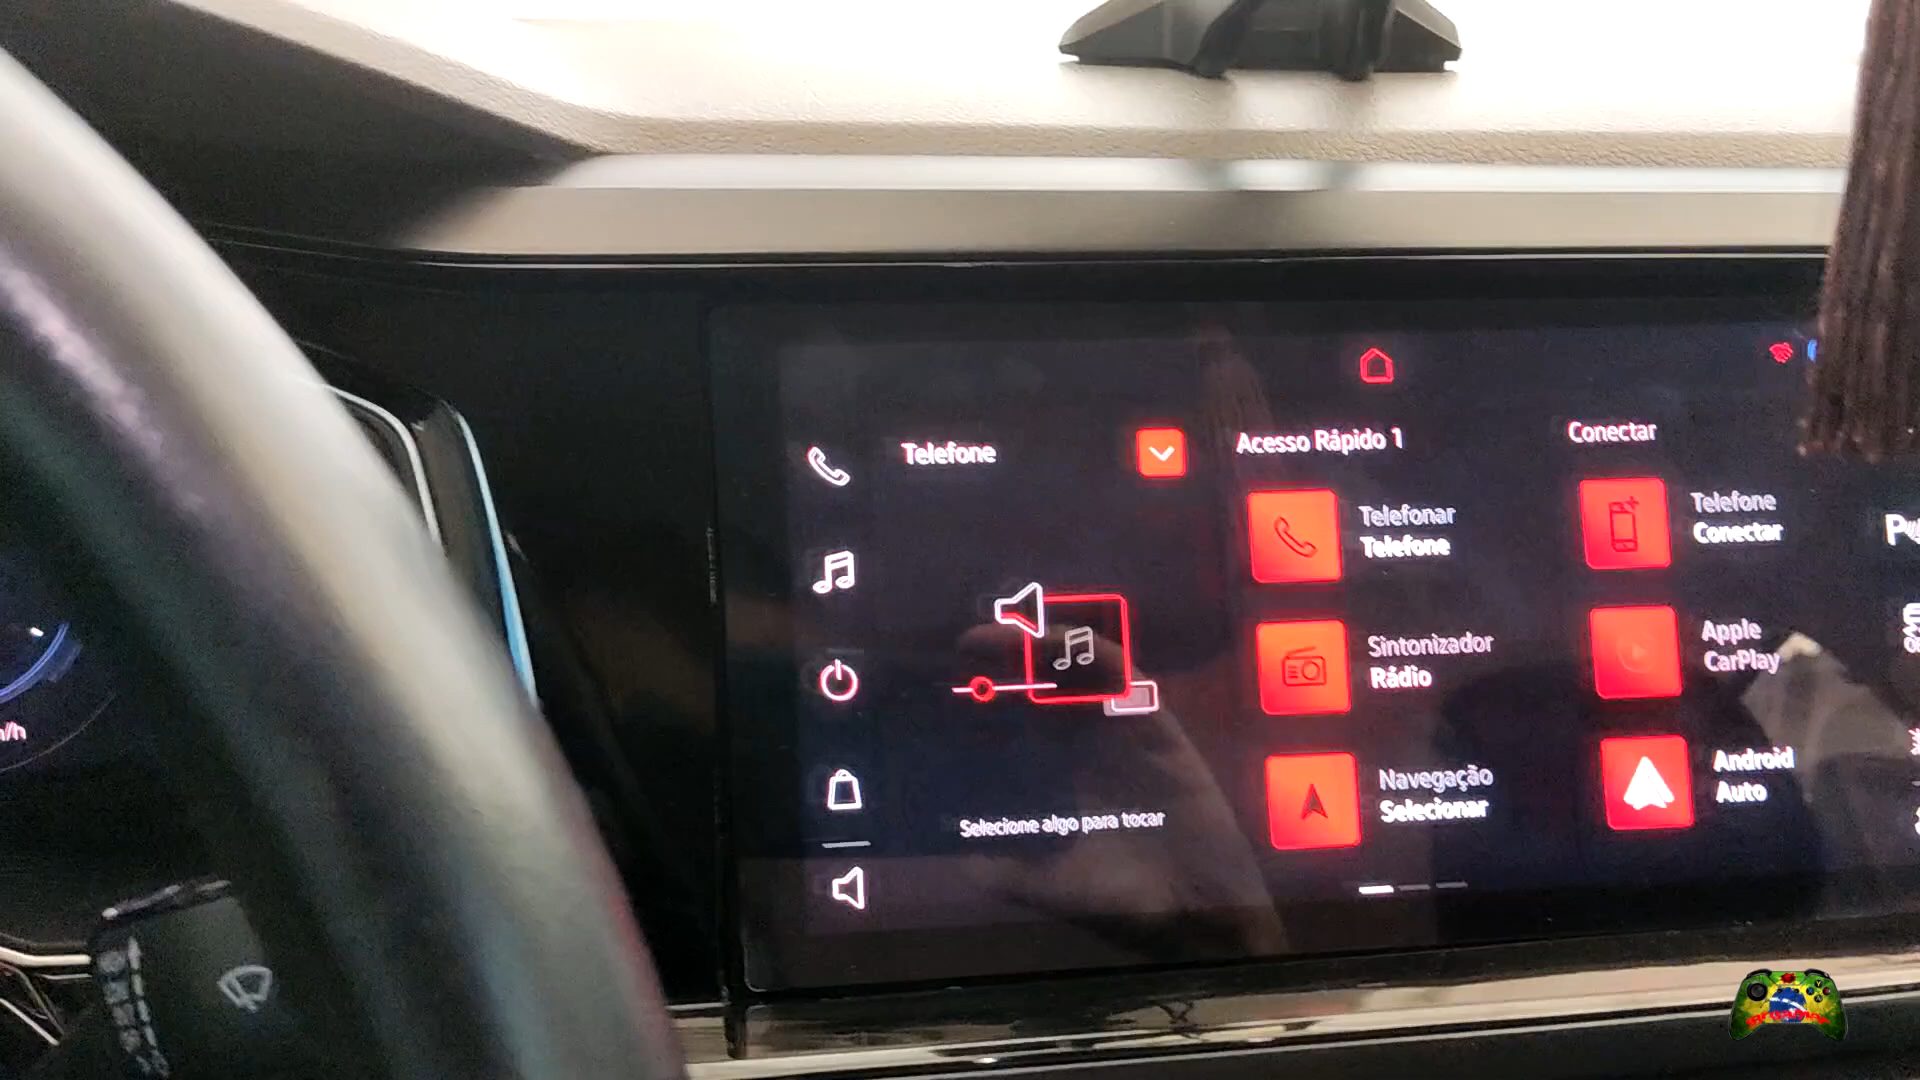 Telefone
Acesso Rápido 1
Conectar
Telefonar
Telefone
Telefone
Conectar
Sintonizador
Rádio
Apple
CarPlay
Navegação
Selecionar
Android
Auto
Selecione algo para tocar